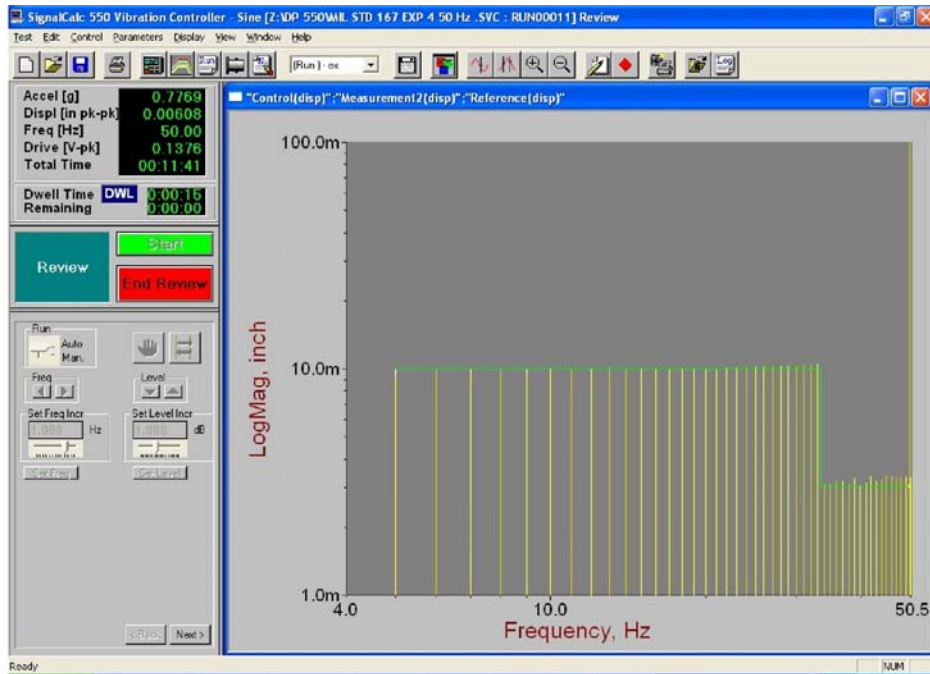 SignalCalc 550 Vibration Controller - Sine [Z:\DP 550\MIL STD 167 EXP 4 50 Hz .SVC : RUN00011] Review
Test Edit Control Parameters Display View Window Help
(Run) - ex
Accel [g] 0.7769
Displ [in pk-pk] 0.00608
Freq [Hz] 50.00
Drive [V-pk] 0.1376
Total Time 00:11:41
Dwell Time DWL 0:00:15
Remaining 0:00:00
Review
Start
End Review
Run
Auto
Man.
Freq
Level
Set Freq Incr
Set Level Incr
1.000 Hz
1.000 dB
Set Freq
Set Level
< Back
Next >
"Control(disp)";"Measurement2(disp)";"Reference(disp)"
100.0m
10.0m
1.0m
LogMag, inch
4.0
10.0
50.5
Frequency, Hz
Ready
NUM